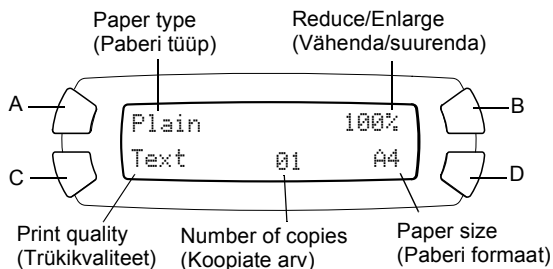 Paper type
(Paberi tüüp)
Reduce/Enlarge
(Vähenda/suurenda)
A
B
Plain 100%
Text 01 A4
C
D
Print quality
(Trükikvaliteet)
Number of copies
(Koopiate arv)
Paper size
(Paberi formaat)